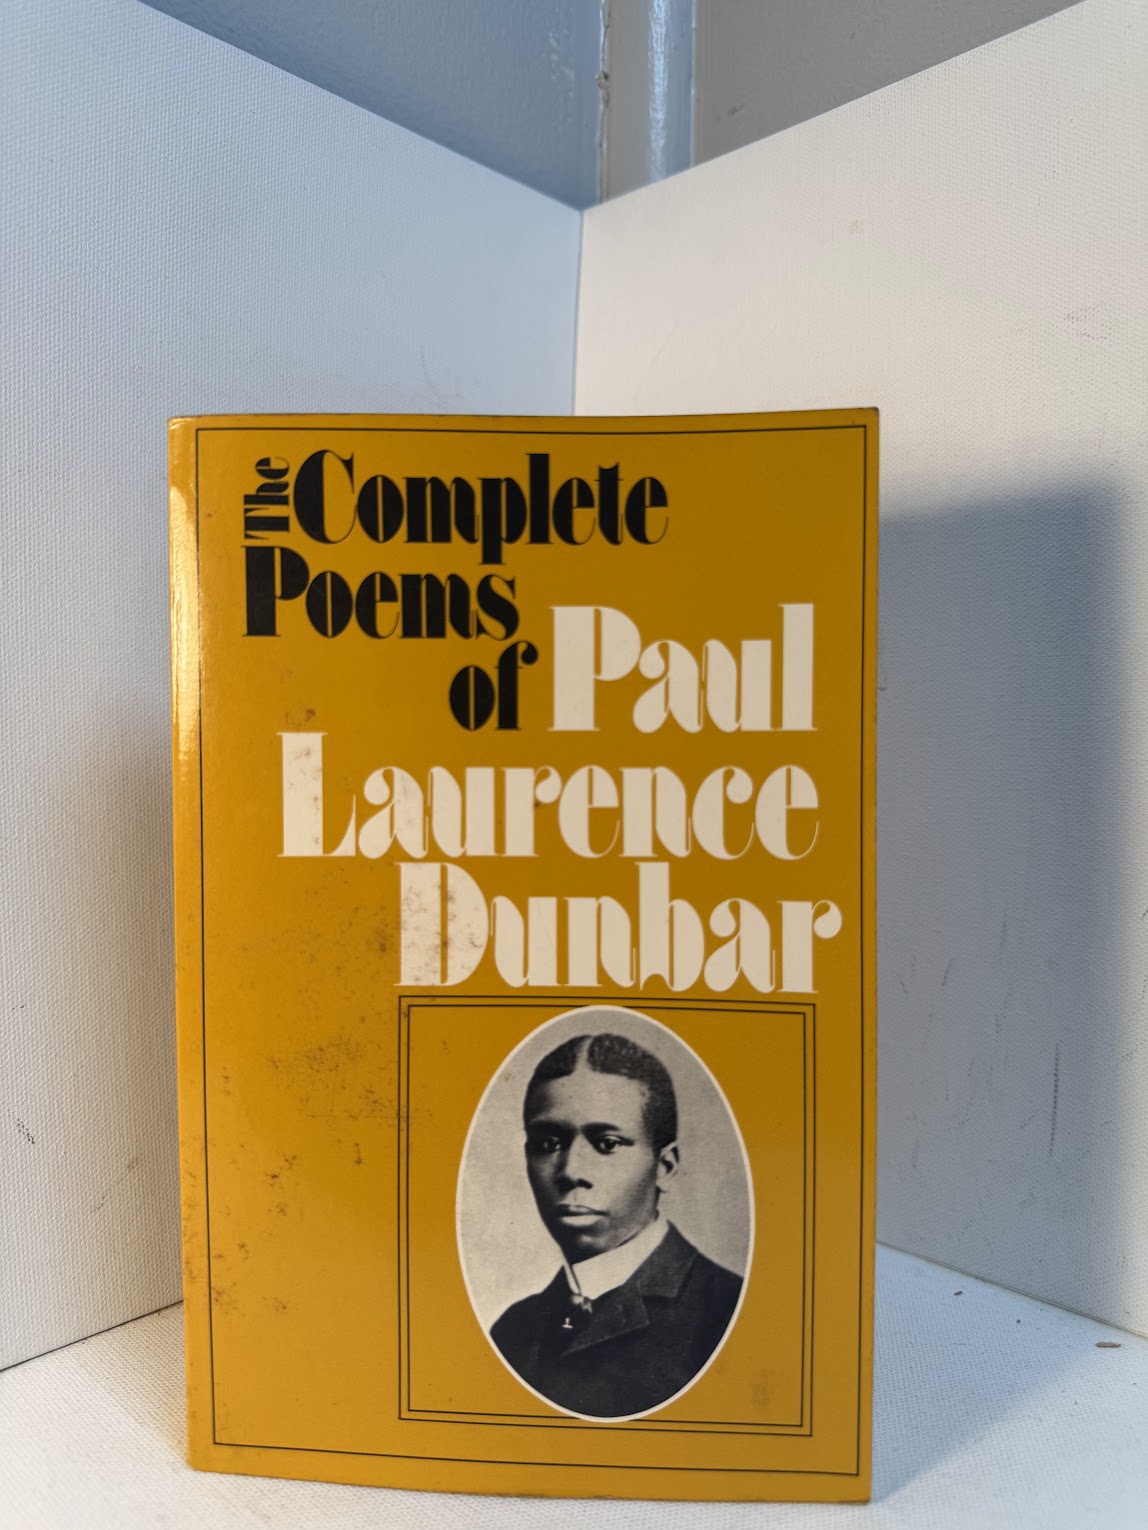 The Complete
Poems
of Paul
Laurence
Dunbar